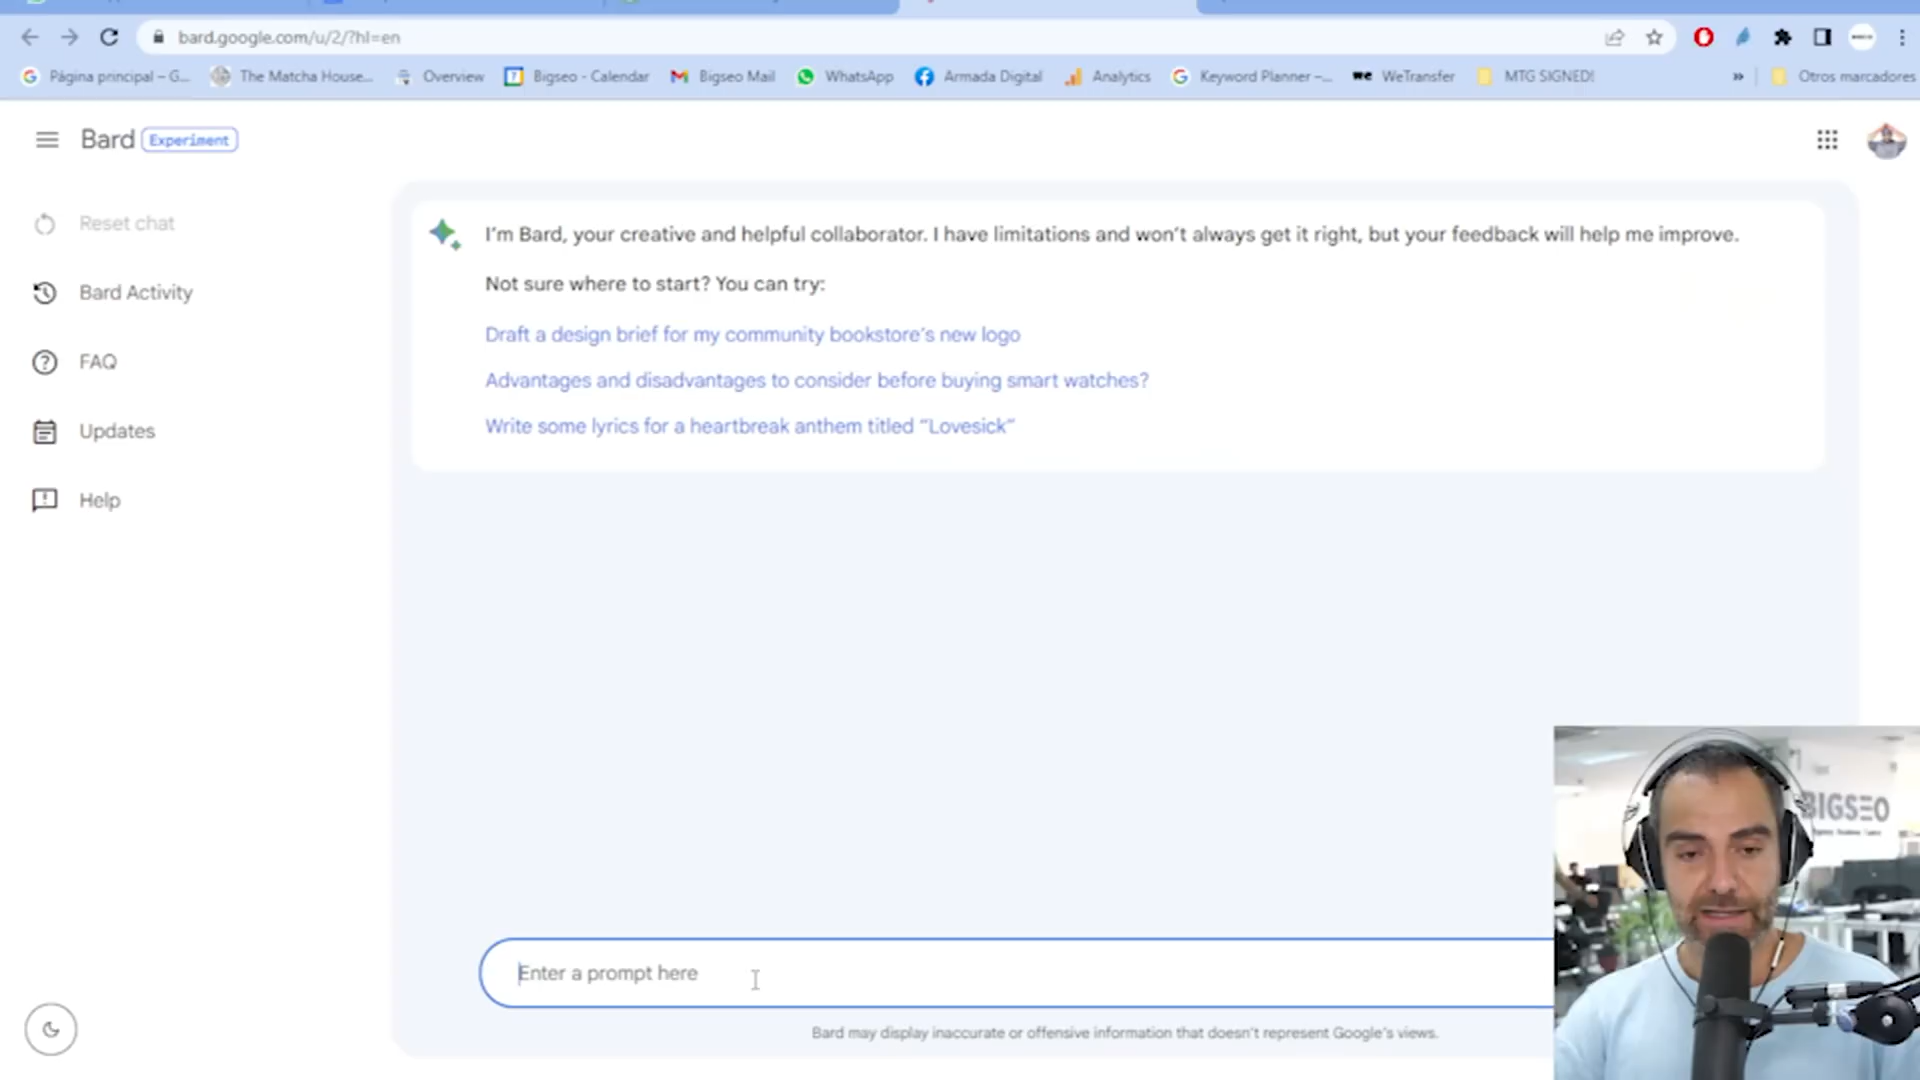 bard.google.com/u/2/?hl=en
Página principal – G... The Matcha House... Overview Bigseo - Calendar Bigseo Mail WhatsApp Armada Digital Analytics Keyword Planner –... we WeTransfer MTG SIGNED! » Otros marcadores
Bard Experiment
Reset chat
Bard Activity
FAQ
Updates
Help
I'm Bard, your creative and helpful collaborator. I have limitations and won't always get it right, but your feedback will help me improve.
Not sure where to start? You can try:
Draft a design brief for my community bookstore's new logo
Advantages and disadvantages to consider before buying smart watches?
Write some lyrics for a heartbreak anthem titled “Lovesick”
BIGSEO
Enter a prompt here
Bard may display inaccurate or offensive information that doesn't represent Google's views.